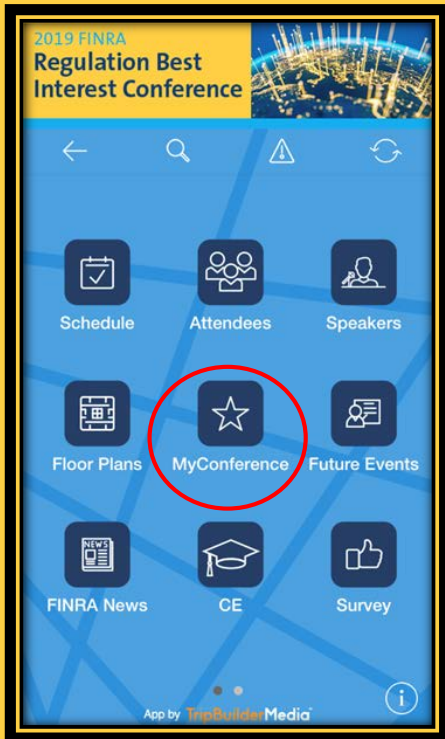 2019 FINRA
Regulation Best
Interest Conference
Schedule
Attendees
Speakers
Floor Plans
MyConference
Future Events
NEWS
FINRA News
CE
Survey
App by TripBuilderMedia
i